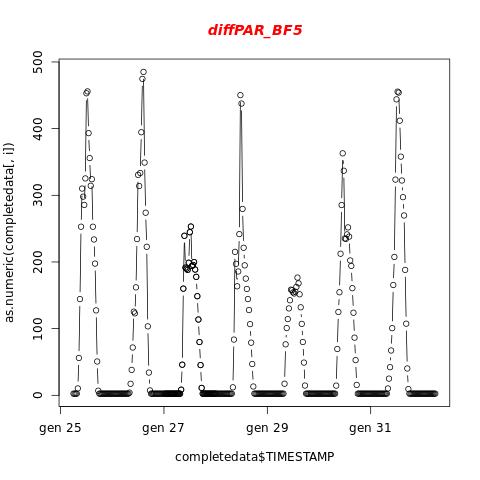 diffPAR_BF5
as.numeric(completedata[, i])
500
400
300
200
100
0
gen 25
gen 27
gen 29
gen 31
completedata$TIMESTAMP